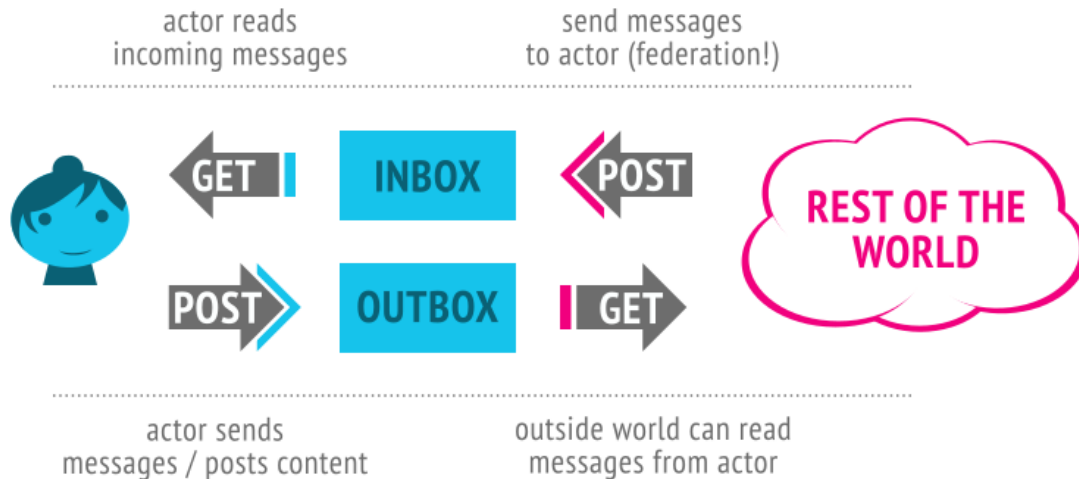 actor reads
incoming messages
send messages
to actor (federation!)
GET
INBOX
POST
REST OF THE
WORLD
POST
OUTBOX
GET
actor sends
messages / posts content
outside world can read
messages from actor